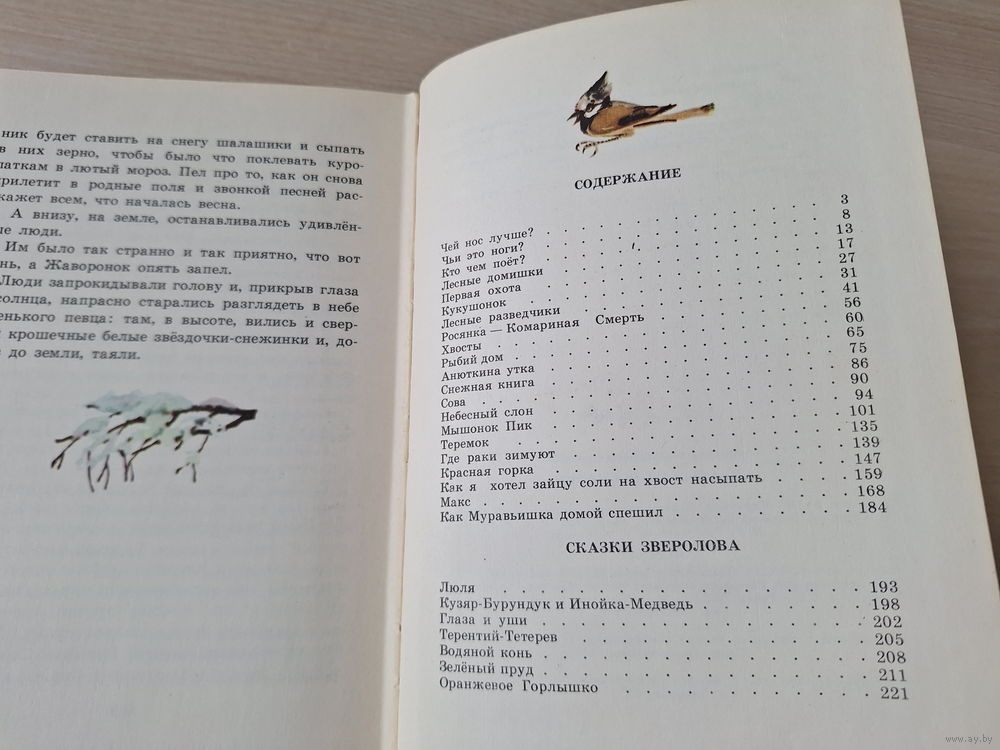 ник будет ставить на снегу шалашики и сыпать
в них зерно, чтобы было что поклевать куро-
паткам в лютый мороз. Пел про то, как он снова
прилетит в родные поля и звонкой песней рас-
кажет всем, что началась весна.
А внизу, на земле, останавливались удивлён-
ые люди.
Им было так странно и так приятно, что вот
нь, а Жаворонок опять запел.
Люди запрокидывали голову и, прикрыв глаза
солнца, напрасно старались разглядеть в небе
енького певца: там, в высоте, вились и свер-
крошечные белые звёздочки-снежинки и, до-
до земли, таяли.
СОДЕРЖАНИЕ
Чей нос лучше? . . . . . . . . . . . 3
Чьи это ноги? . . . . . . . . . . . 8
Кто чем поёт? . . . . . . . . . . . 13
Лесные домишки . . . . . . . . . . . 17
Первая охота . . . . . . . . . . . 27
Кукушонок . . . . . . . . . . . 31
Лесные разведчики . . . . . . . . . . . 41
Росянка — Комариная Смерть . . . . . . . . 56
Хвосты . . . . . . . . . . . 60
Рыбий дом . . . . . . . . . . . 65
Анюткина утка . . . . . . . . . . . 75
Снежная книга . . . . . . . . . . . 86
Сова . . . . . . . . . . . 90
Небесный слон . . . . . . . . . . . 94
Мышонок Пик . . . . . . . . . . . 101
Теремок . . . . . . . . . . . 135
Где раки зимуют . . . . . . . . . . . 139
Красная горка . . . . . . . . . . . 147
Как я хотел зайцу соли на хвост насыпать . . . . 159
Макс . . . . . . . . . . . 168
Как Муравьишка домой спешил . . . . . . . . 184
СКАЗКИ ЗВЕРОЛОВА
Люля . . . . . . . . . . . 193
Кузяр-Бурундук и Инойка-Медведь . . . . . . . 198
Глаза и уши . . . . . . . . . . . 202
Терентий-Тетерев . . . . . . . . . . . 205
Водяной конь . . . . . . . . . . . 208
Зелёный пруд . . . . . . . . . . . 211
Оранжевое Горлышко . . . . . . . . . . 221
www.ay.by